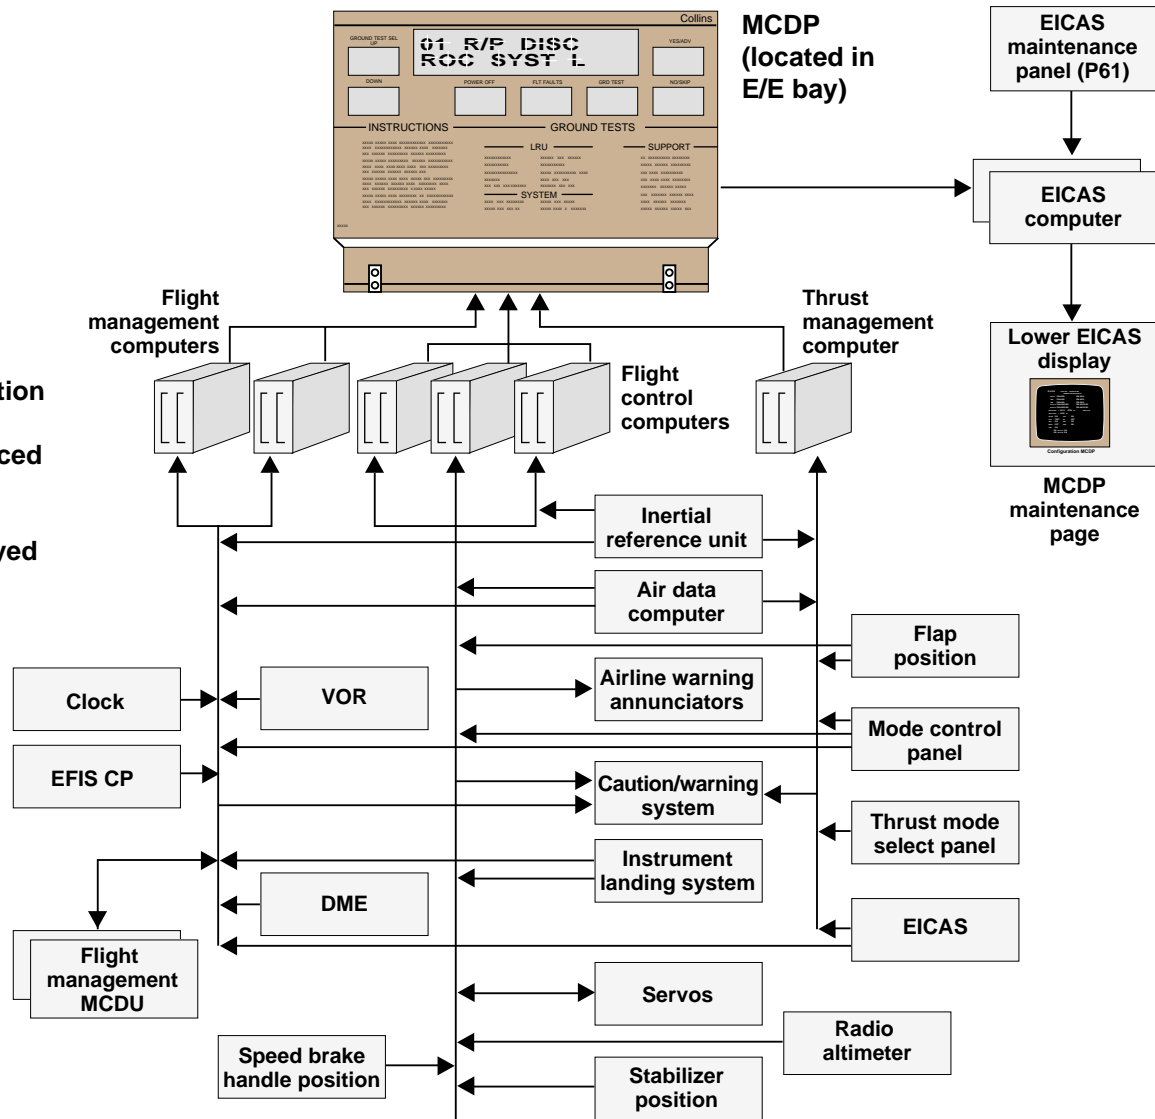 Collins
GROUND TEST SEL
UP
01 R/P DISC
ROC SYST L
YES/ADV
DOWN
POWER OFF
FLT FAULTS
GRD TEST
NO/SKIP
INSTRUCTIONS
GROUND TESTS
LRU
SUPPORT
SYSTEM
MCDP
(located in
E/E bay)
EICAS
maintenance
panel (P61)
EICAS
computer
Lower EICAS
display
Configuration MCDP
MCDP
maintenance
page
Flight
management
computers
Flight
control
computers
Thrust
management
computer
tion
ced
yed
Inertial
reference unit
Air data
computer
Flap
position
Clock
VOR
Airline warning
annunciators
Mode control
panel
EFIS CP
Caution/warning
system
Thrust mode
select panel
Instrument
landing system
DME
EICAS
Flight
management
MCDU
Servos
Radio
altimeter
Speed brake
handle position
Stabilizer
position